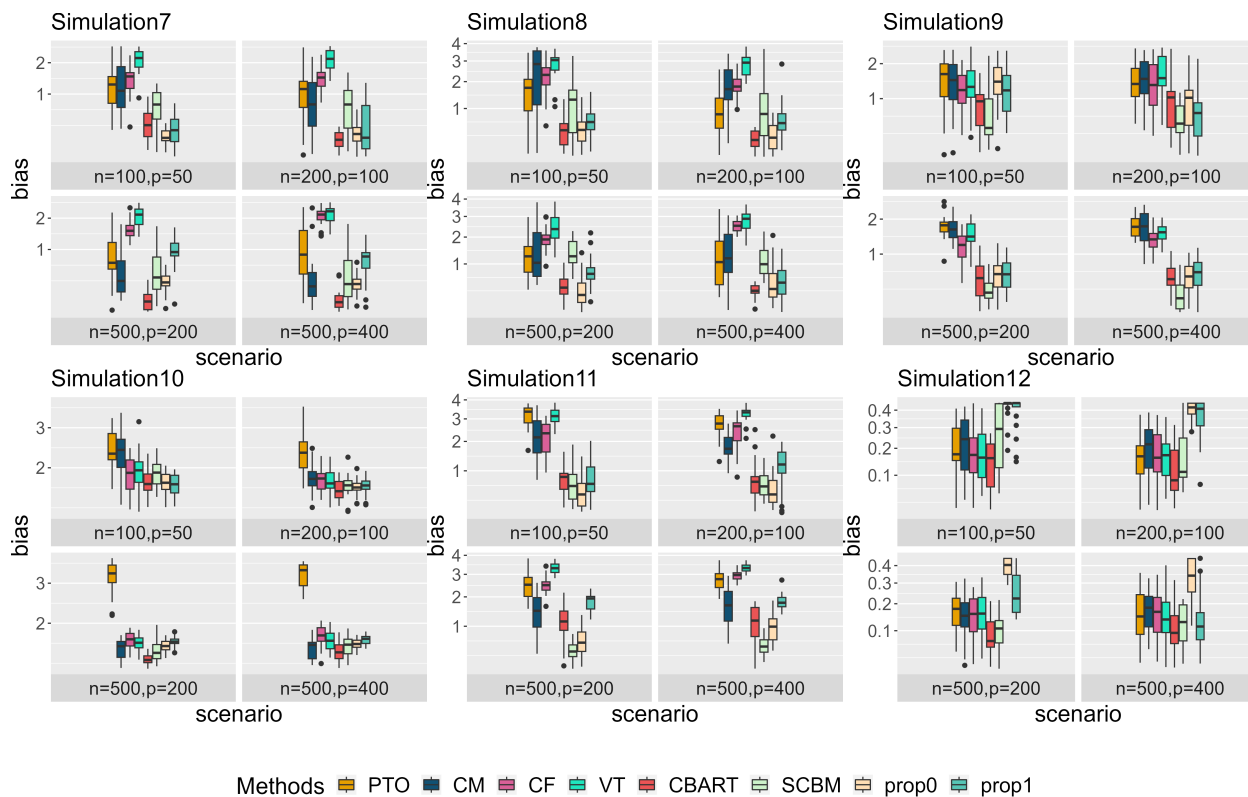 Simulation7
Simulation8
Simulation9
bias
2
1
n=100,p=50
n=200,p=100
2
1
n=500,p=200
n=500,p=400
scenario
bias
4
3
2
1
n=100,p=50
n=200,p=100
4
3
2
1
n=500,p=200
n=500,p=400
scenario
bias
2
1
n=100,p=50
n=200,p=100
2
1
n=500,p=200
n=500,p=400
scenario
Simulation10
Simulation11
Simulation12
bias
3
2
n=100,p=50
n=200,p=100
3
2
n=500,p=200
n=500,p=400
scenario
bias
4
3
2
1
n=100,p=50
n=200,p=100
4
3
2
1
n=500,p=200
n=500,p=400
scenario
bias
0.4
0.3
0.2
0.1
n=100,p=50
n=200,p=100
0.4
0.3
0.2
0.1
n=500,p=200
n=500,p=400
scenario
Methods PTO CM CF VT CBART SCBM prop0 prop1